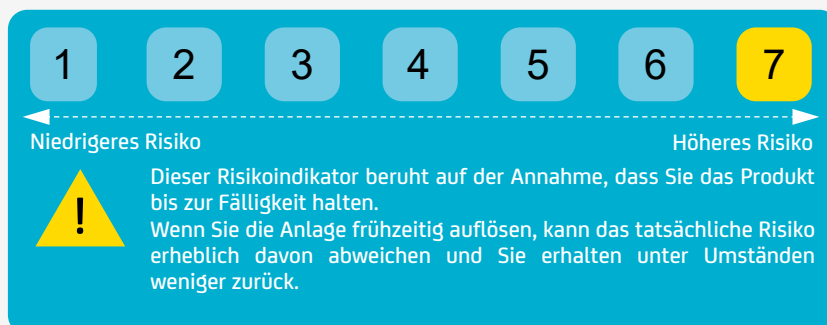 1 2 3 4 5 6 7
Niedrigeres Risiko Höheres Risiko
! Dieser Risikoindikator beruht auf der Annahme, dass Sie das Produkt
bis zur Fälligkeit halten.
Wenn Sie die Anlage frühzeitig auflösen, kann das tatsächliche Risiko
erheblich davon abweichen und Sie erhalten unter Umständen
weniger zurück.